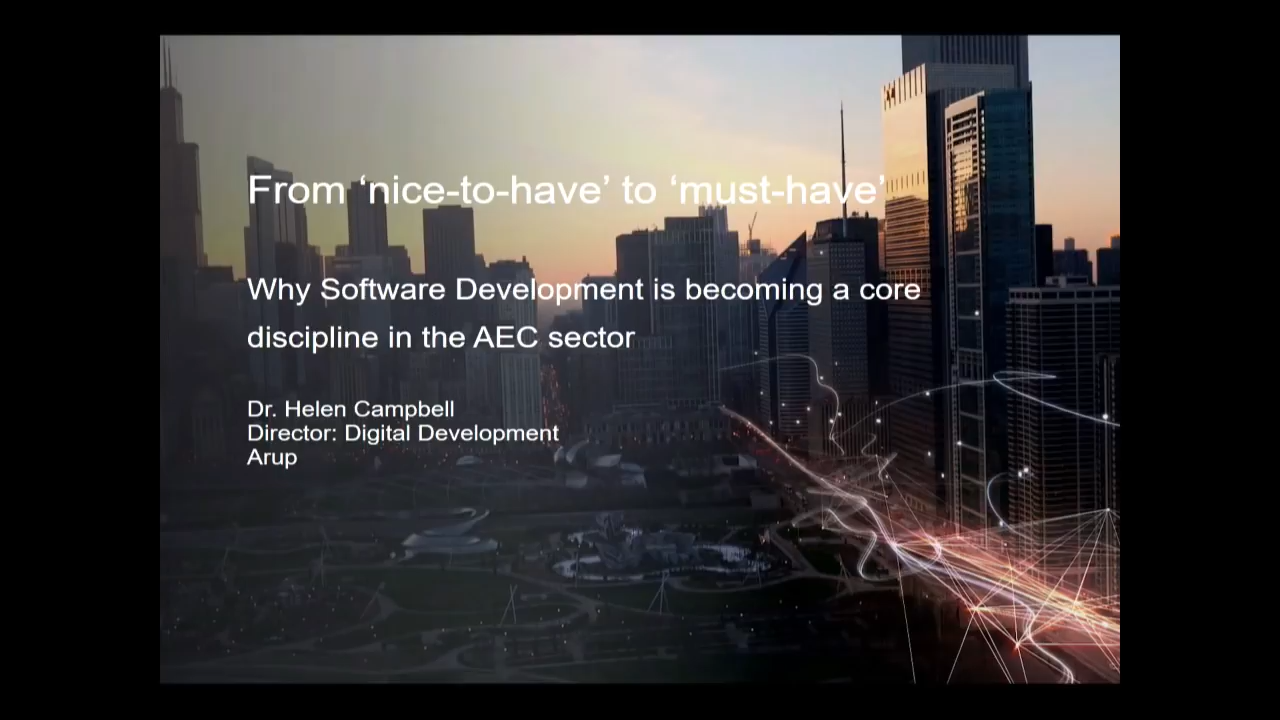 From ‘nice-to-have’ to ‘must-have’
Why Software Development is becoming a core
discipline in the AEC sector
Dr. Helen Campbell
Director: Digital Development
Arup